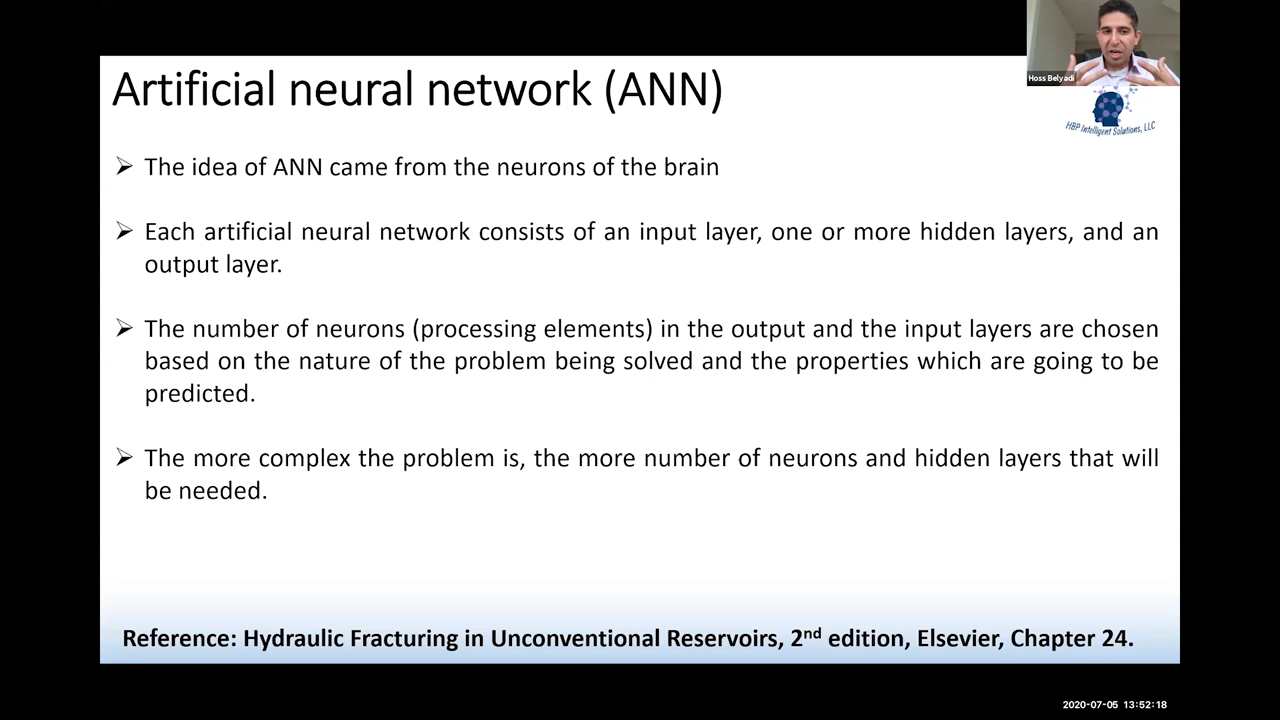 Artificial neural network (ANN)
Hoss Belyadi
HBP Intelligent Solutions, LLC
➢ The idea of ANN came from the neurons of the brain
➢ Each artificial neural network consists of an input layer, one or more hidden layers, and an
output layer.
➢ The number of neurons (processing elements) in the output and the input layers are chosen
based on the nature of the problem being solved and the properties which are going to be
predicted.
➢ The more complex the problem is, the more number of neurons and hidden layers that will
be needed.
Reference: Hydraulic Fracturing in Unconventional Reservoirs, 2nd edition, Elsevier, Chapter 24.
2020-07-05 13:52:18